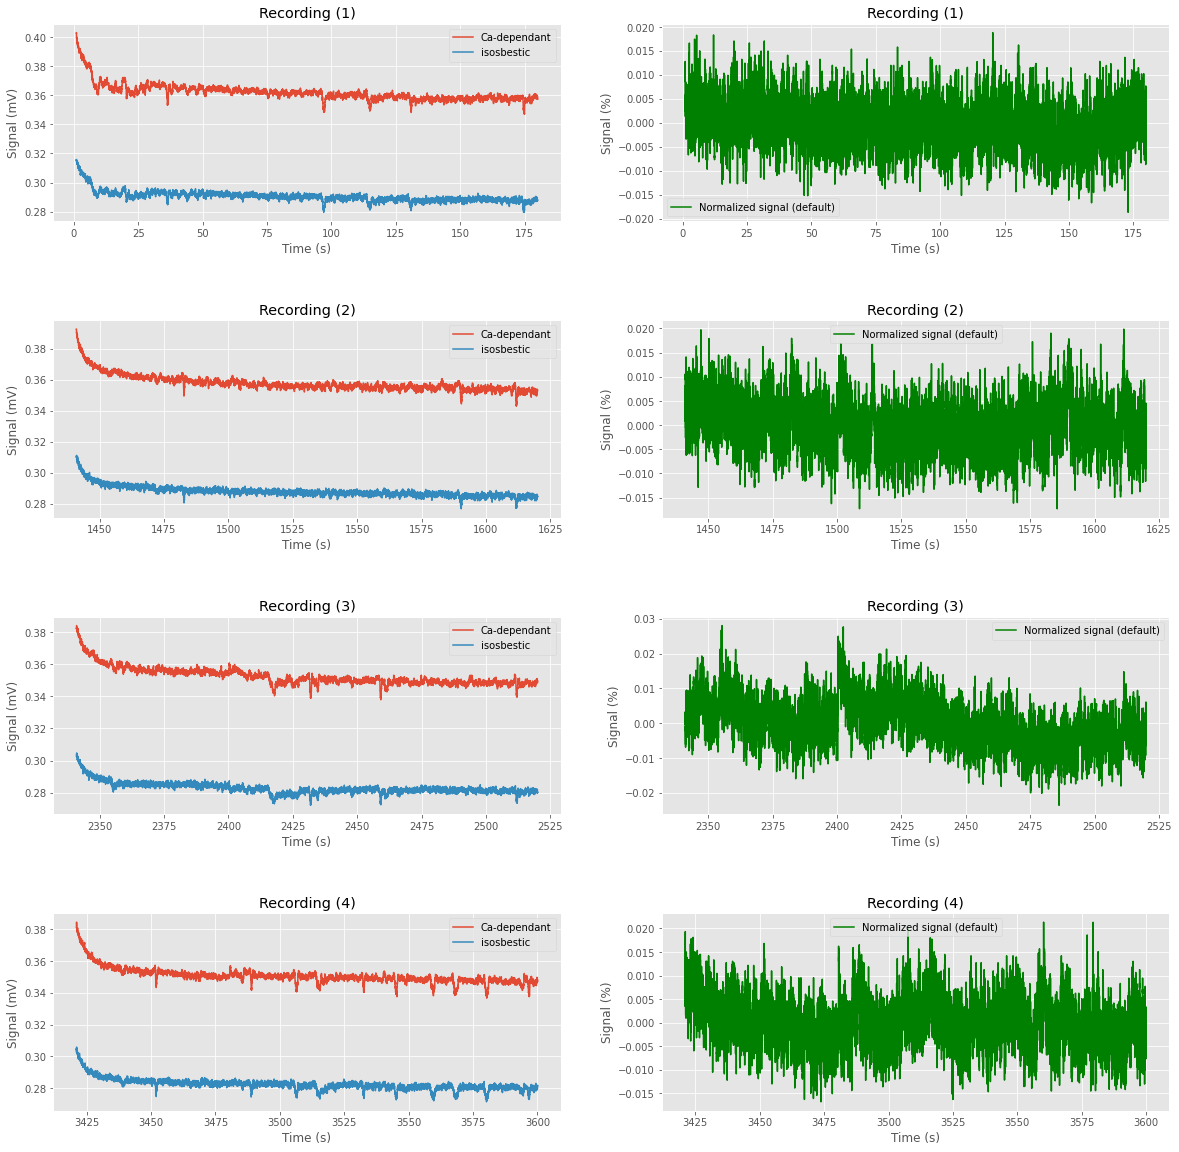 Recording (1)
Signal (mV)
0.40
0.38
0.36
0.34
0.32
0.30
0.28
Ca-dependant
isosbestic
0 25 50 75 100 125 150 175
Time (s)
Recording (1)
Signal (%)
0.020
0.015
0.010
0.005
0.000
−0.005
−0.010
−0.015
−0.020
Normalized signal (default)
0 25 50 75 100 125 150 175
Time (s)
Recording (2)
Signal (mV)
0.38
0.36
0.34
0.32
0.30
0.28
Ca-dependant
isosbestic
1450 1475 1500 1525 1550 1575 1600 1625
Time (s)
Recording (2)
Signal (%)
0.020
0.015
0.010
0.005
0.000
−0.005
−0.010
−0.015
Normalized signal (default)
1450 1475 1500 1525 1550 1575 1600 1625
Time (s)
Recording (3)
Signal (mV)
0.38
0.36
0.34
0.32
0.30
0.28
Ca-dependant
isosbestic
2350 2375 2400 2425 2450 2475 2500 2525
Time (s)
Recording (3)
Signal (%)
0.03
0.02
0.01
0.00
−0.01
−0.02
Normalized signal (default)
2350 2375 2400 2425 2450 2475 2500 2525
Time (s)
Recording (4)
Signal (mV)
0.38
0.36
0.34
0.32
0.30
0.28
Ca-dependant
isosbestic
3425 3450 3475 3500 3525 3550 3575 3600
Time (s)
Recording (4)
Signal (%)
0.020
0.015
0.010
0.005
0.000
−0.005
−0.010
−0.015
Normalized signal (default)
3425 3450 3475 3500 3525 3550 3575 3600
Time (s)